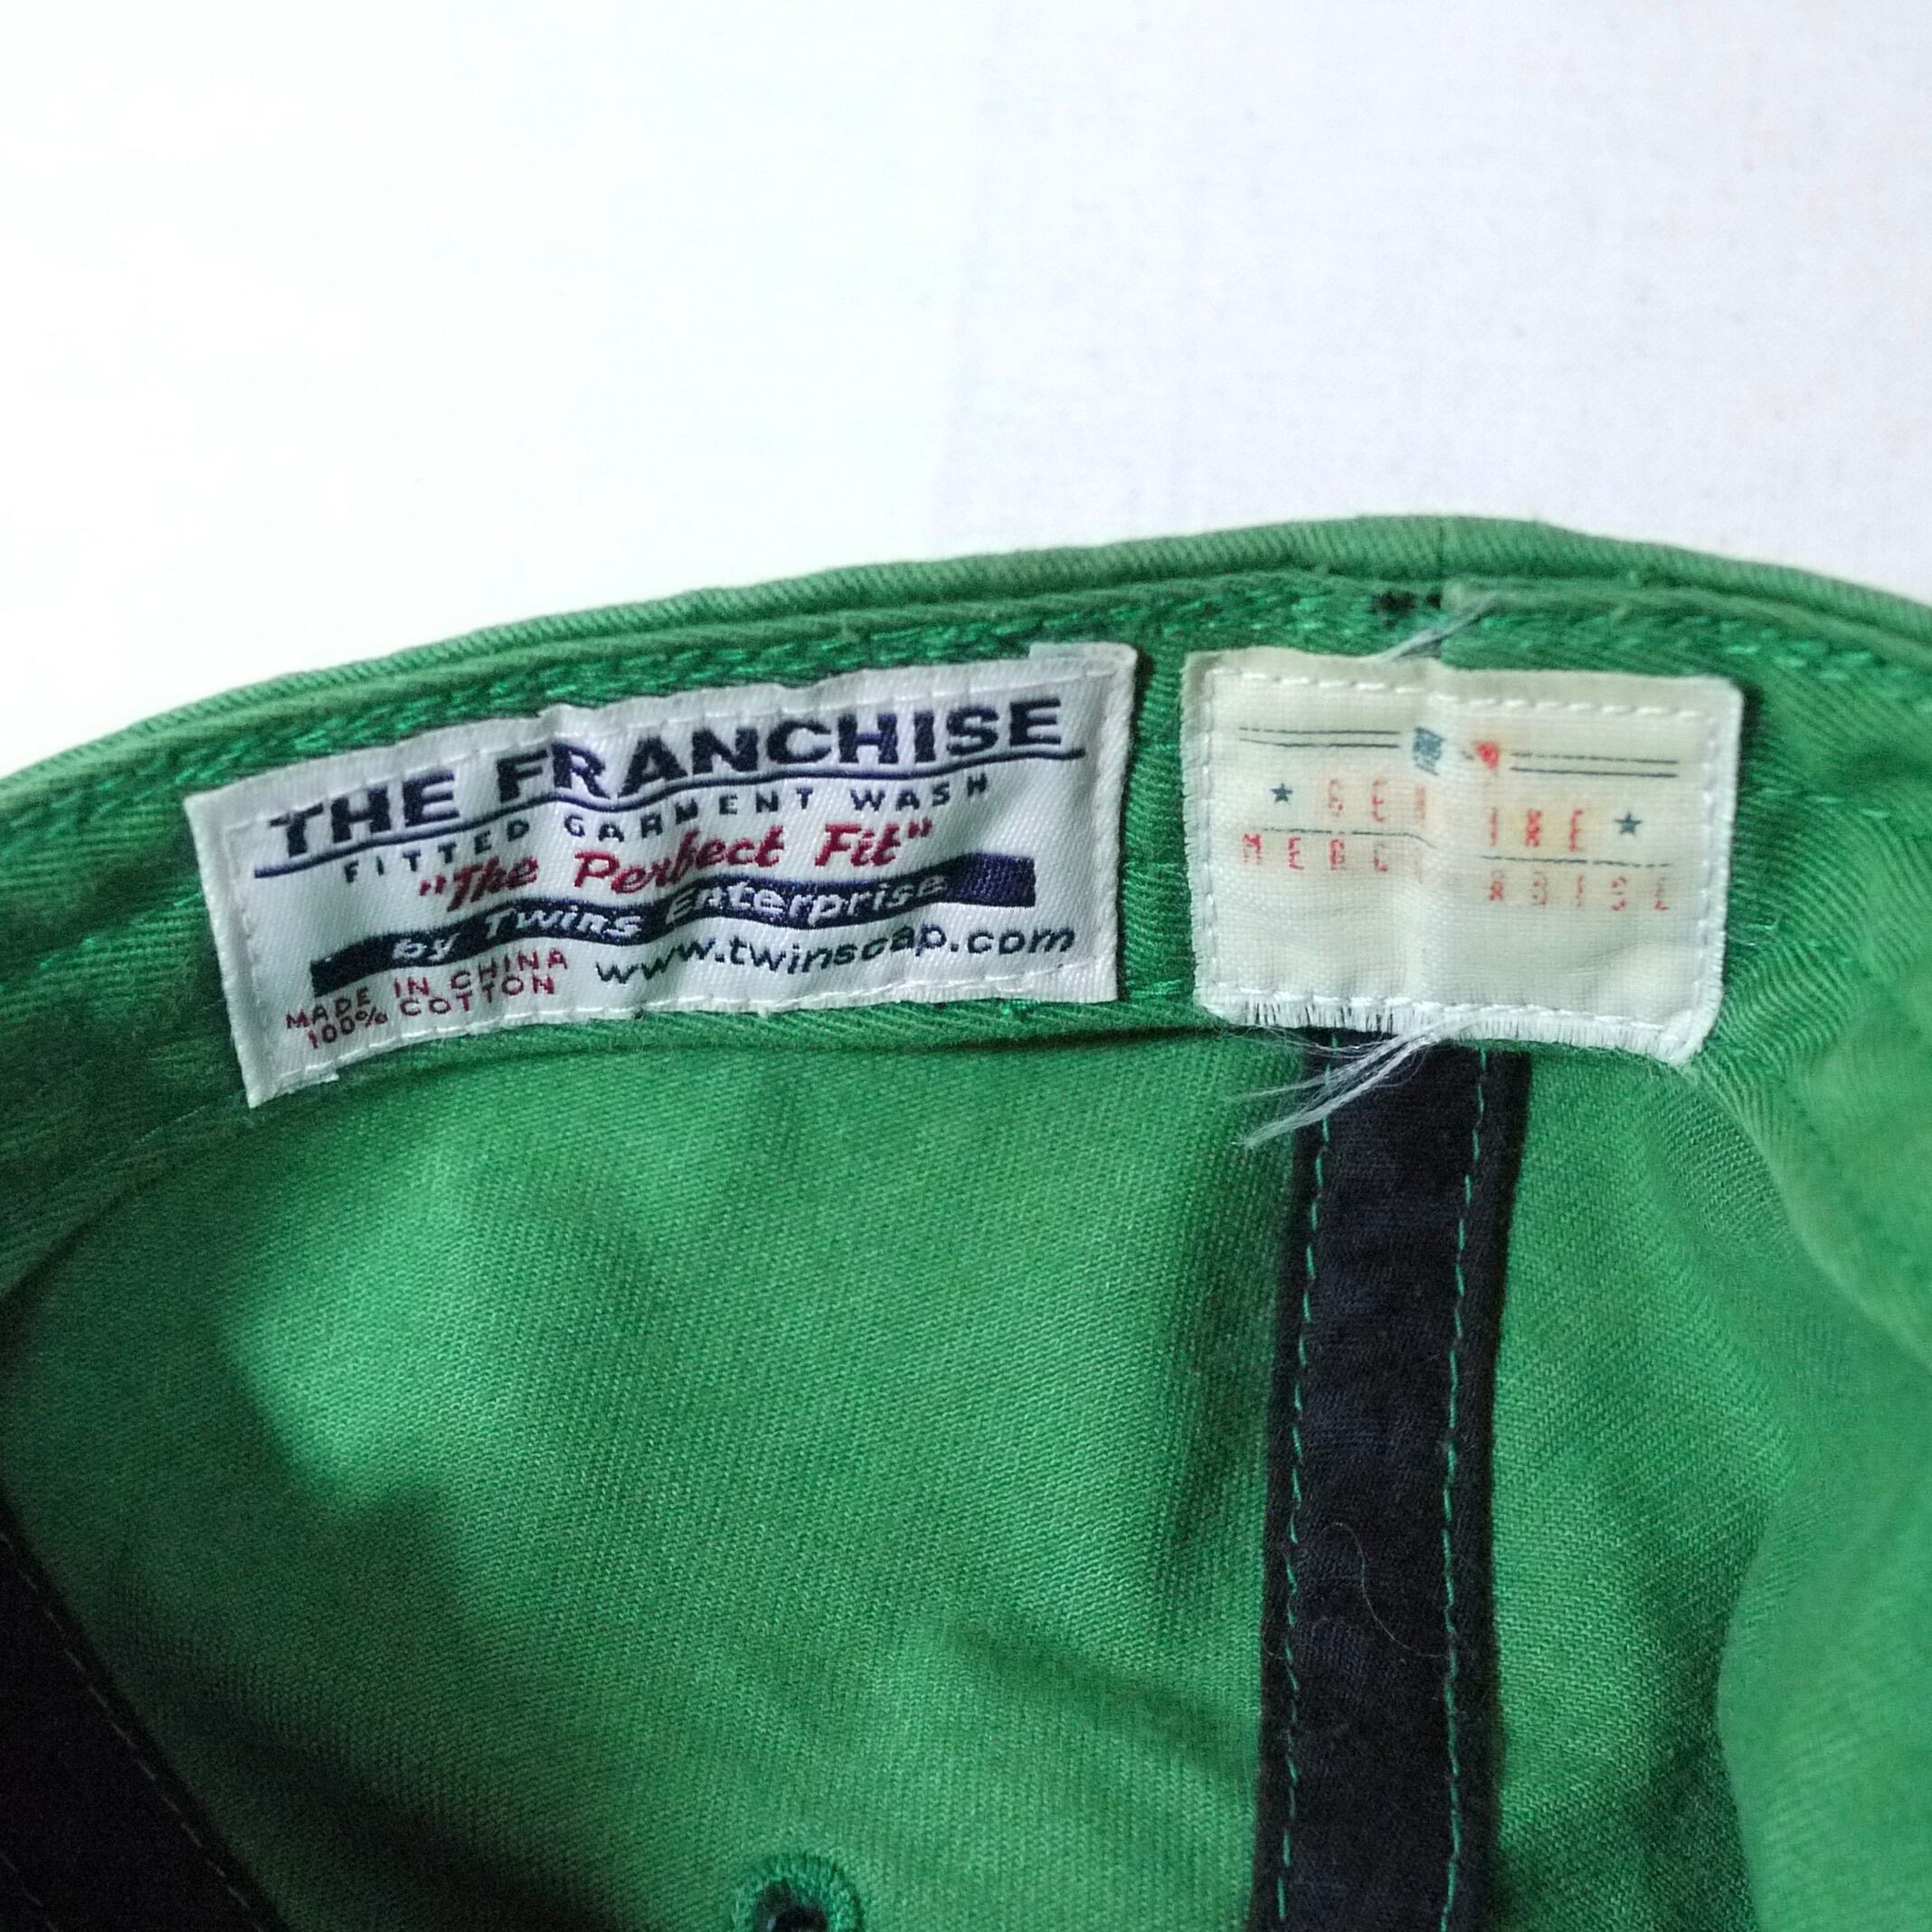 THE FRANCHISE
FITTED GARMENT WASH
"The Perfect Fit"
by Twins Enterprise
www.twinscap.com
MADE IN CHINA
100% COTTON